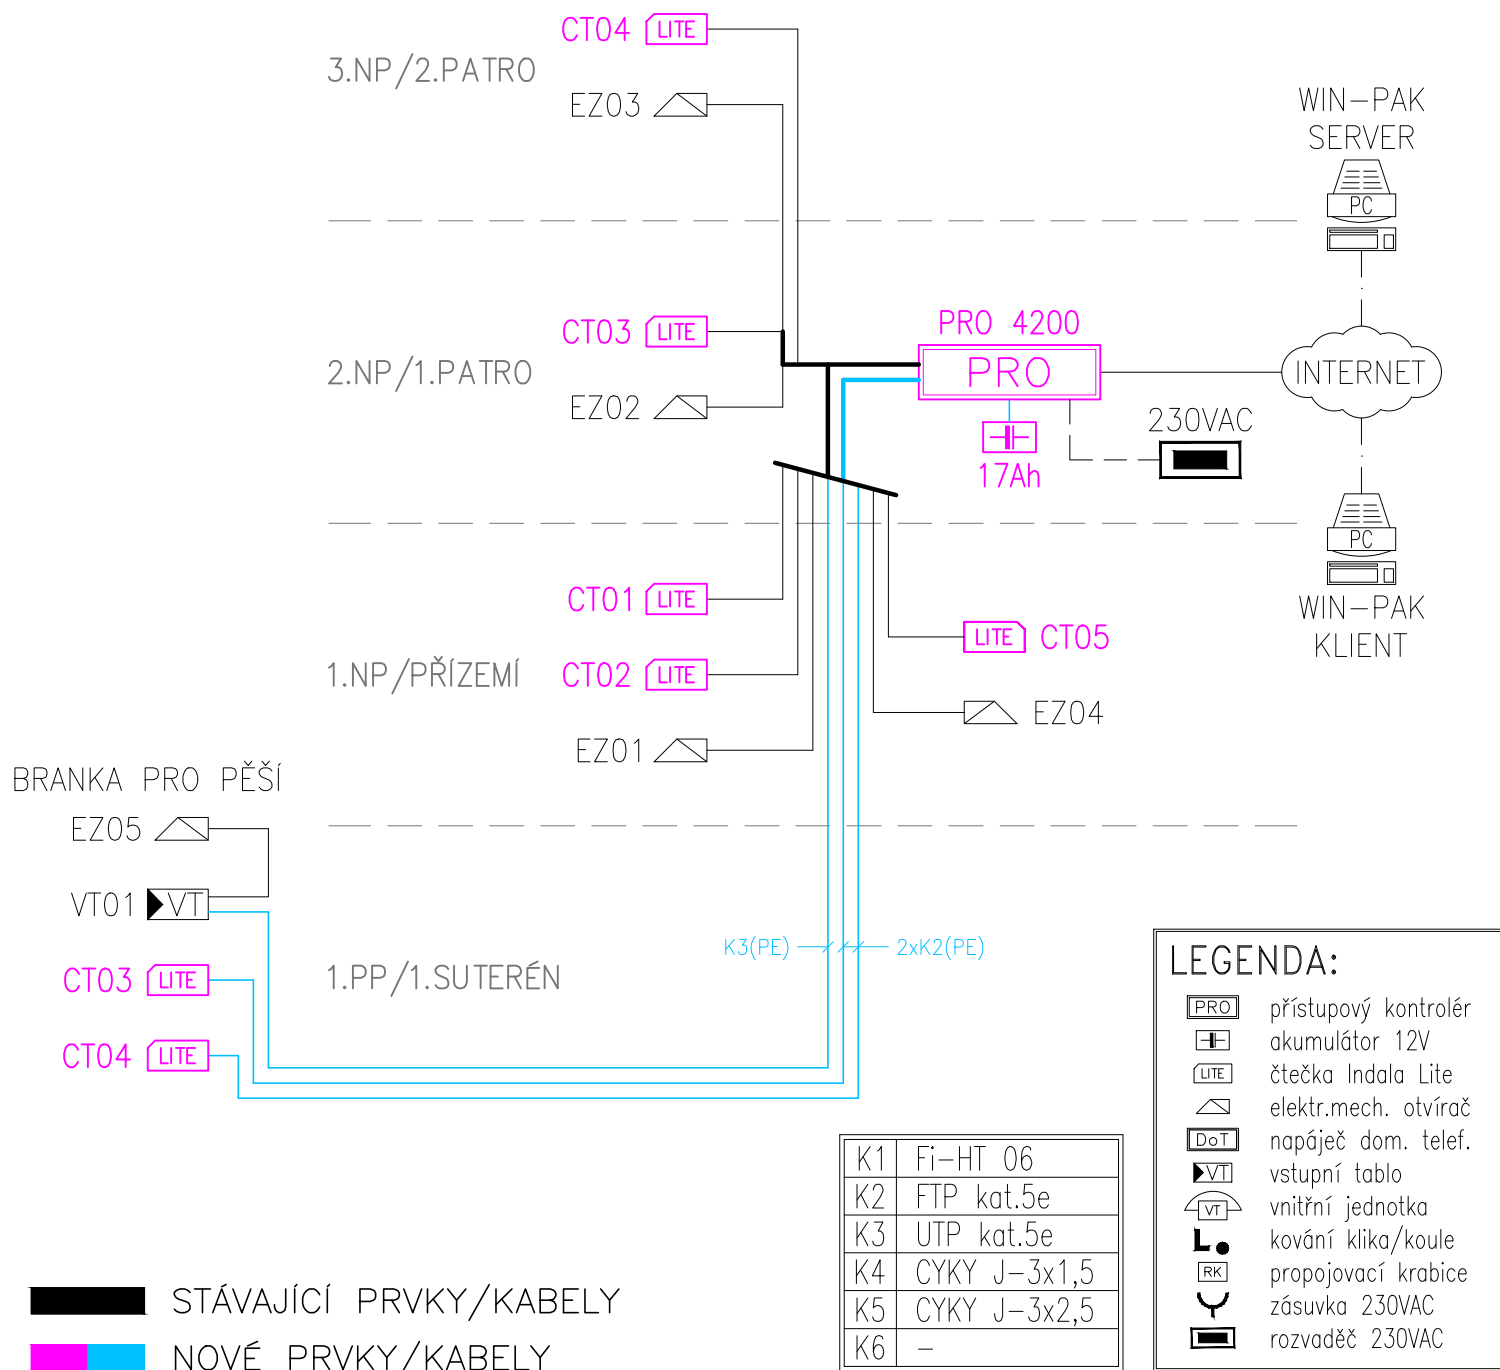 CT04 LITE
3.NP/2.PATRO
EZ03
WIN-PAK
SERVER
PC
CT03 LITE
2.NP/1.PATRO
EZ02
PRO 4200
PRO
17Ah
230VAC
INTERNET
PC
WIN-PAK
KLIENT
CT01 LITE
1.NP/PŘÍZEMÍ
CT02 LITE
EZ01
LITE CT05
EZ04
BRANKA PRO PĚŠÍ
EZ05
VT01 VT
CT03 LITE
CT04 LITE
1.PP/1.SUTERÉN
K3(PE)
2xK2(PE)
LEGENDA:
PRO přístupový kontrolér
akumulátor 12V
LITE čtečka Indala Lite
elektr.mech. otvírač
DoT napáječ dom. telef.
VT vstupní tablo
VT vnitřní jednotka
kování klika/koule
RK propojovací krabice
zásuvka 230VAC
rozvaděč 230VAC
K1 Fi-HT 06
K2 FTP kat.5e
K3 UTP kat.5e
K4 CYKY J-3x1,5
K5 CYKY J-3x2,5
K6 -
STÁVAJÍCÍ PRVKY/KABELY
NOVÉ PRVKY/KABELY